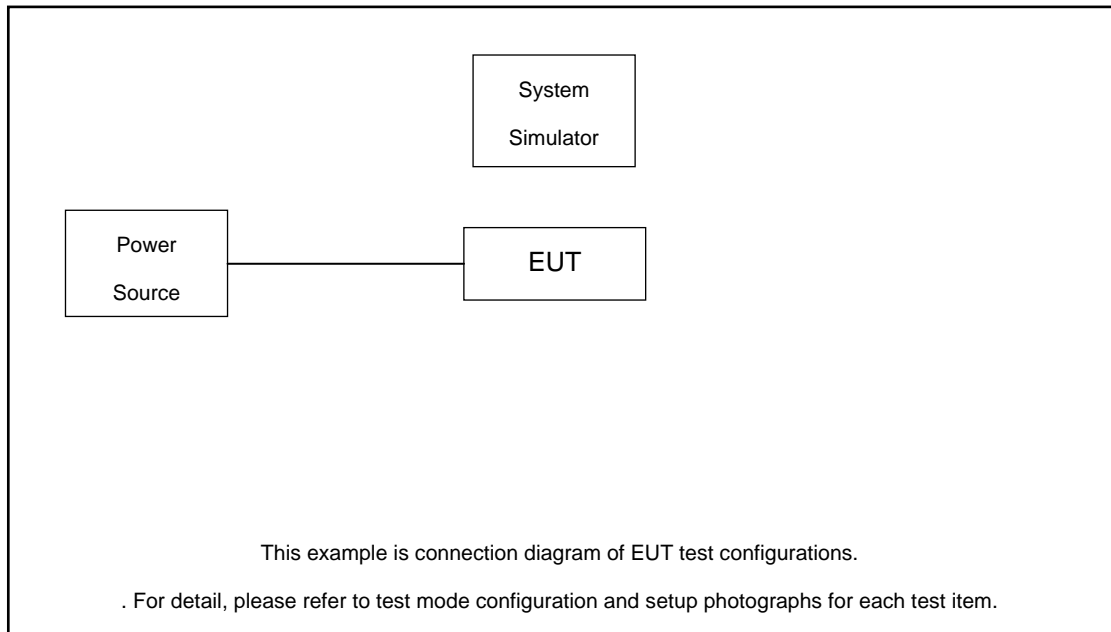 System
Simulator
Power
Source
EUT
This example is connection diagram of EUT test configurations.
. For detail, please refer to test mode configuration and setup photographs for each test item.